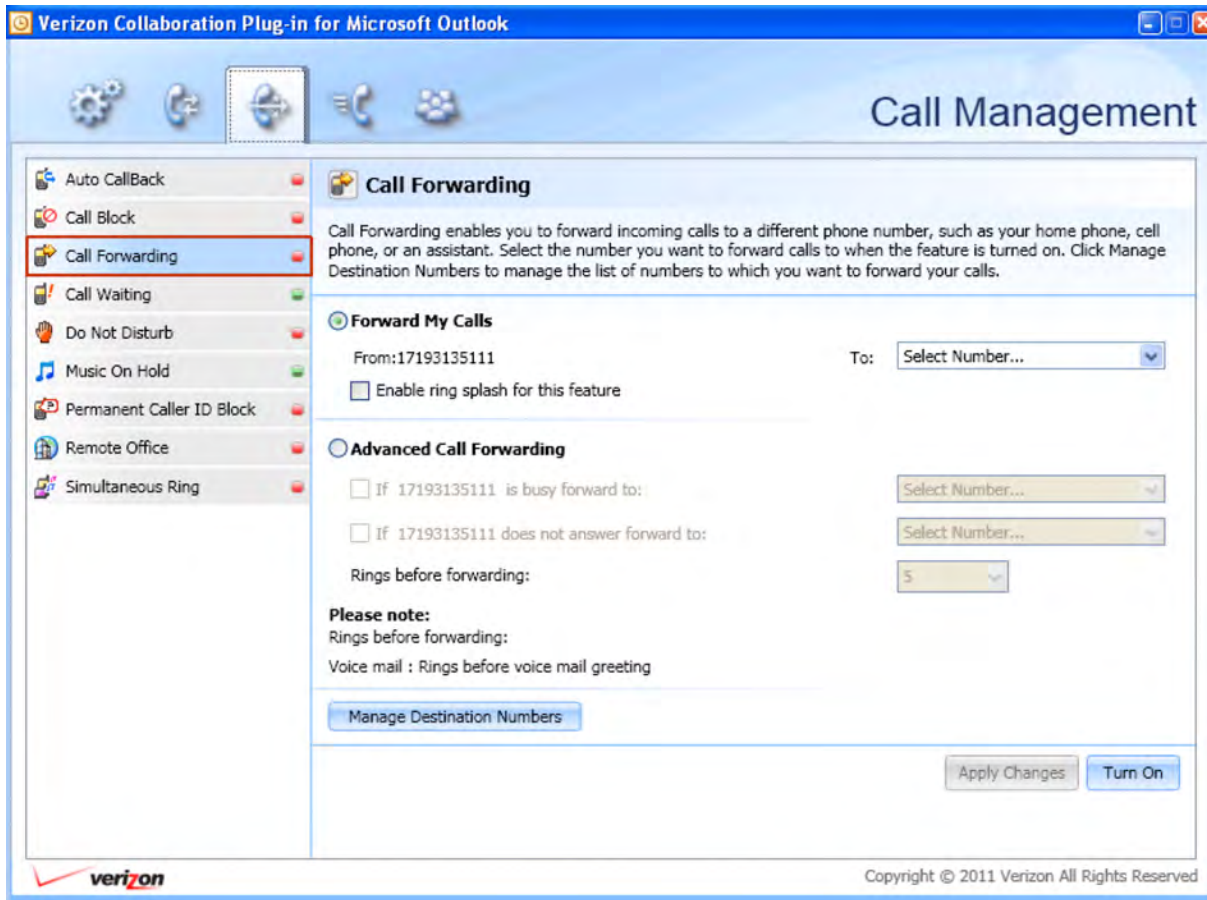 Verizon Collaboration Plug-in for Microsoft Outlook
Call Management
Auto CallBack
Call Block
Call Forwarding
Call Waiting
Do Not Disturb
Music On Hold
Permanent Caller ID Block
Remote Office
Simultaneous Ring
Call Forwarding
Call Forwarding enables you to forward incoming calls to a different phone number, such as your home phone, cell
phone, or an assistant. Select the number you want to forward calls to when the feature is turned on. Click Manage
Destination Numbers to manage the list of numbers to which you want to forward your calls.
Forward My Calls
From:17193135111 To: Select Number...
Enable ring splash for this feature
Advanced Call Forwarding
If 17193135111 is busy forward to: Select Number...
If 17193135111 does not answer forward to: Select Number...
Rings before forwarding: 5
Please note:
Rings before forwarding:
Voice mail : Rings before voice mail greeting
Manage Destination Numbers
Apply Changes Turn On
verizon
Copyright © 2011 Verizon All Rights Reserved